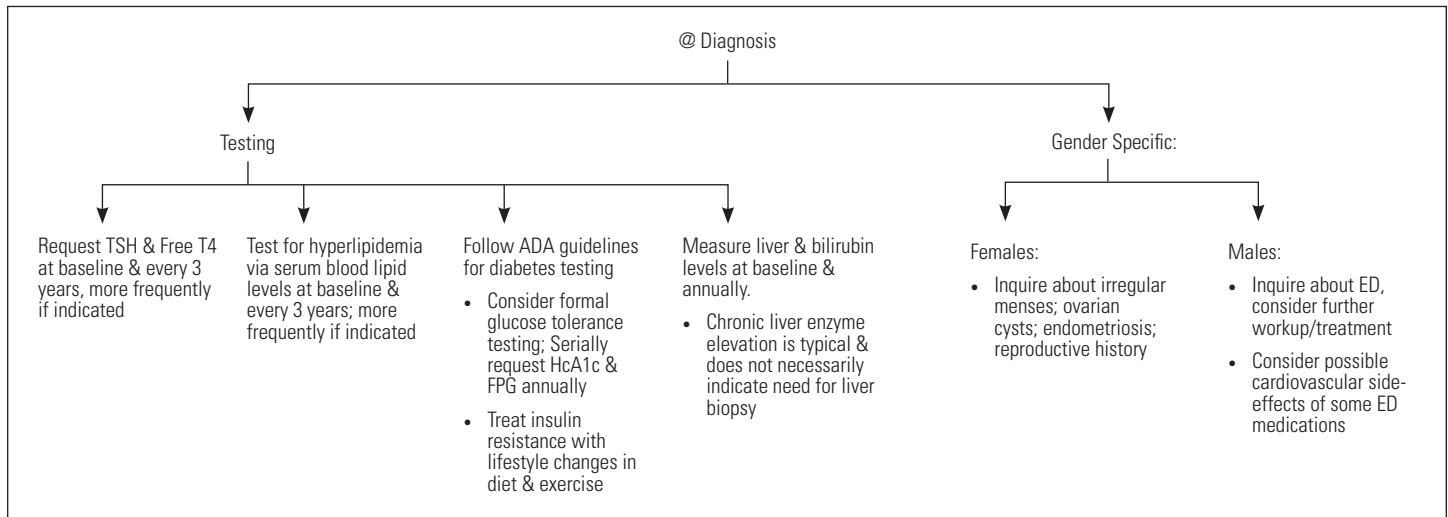 @ Diagnosis
Testing
Gender Specific:
Request TSH & Free T4
at baseline & every 3
years, more frequently
if indicated
Test for hyperlipidemia
via serum blood lipid
levels at baseline &
every 3 years; more
frequently if indicated
Follow ADA guidelines
for diabetes testing
• Consider formal
glucose tolerance
testing; Serially
request HcA1c &
FPG annually
• Treat insulin
resistance with
lifestyle changes in
diet & exercise
Measure liver & bilirubin
levels at baseline &
annually.
• Chronic liver enzyme
elevation is typical &
does not necessarily
indicate need for liver
biopsy
Females:
• Inquire about irregular
menses; ovarian
cysts; endometriosis;
reproductive history
Males:
• Inquire about ED,
consider further
workup/treatment
• Consider possible
cardiovascular side-
effects of some ED
medications